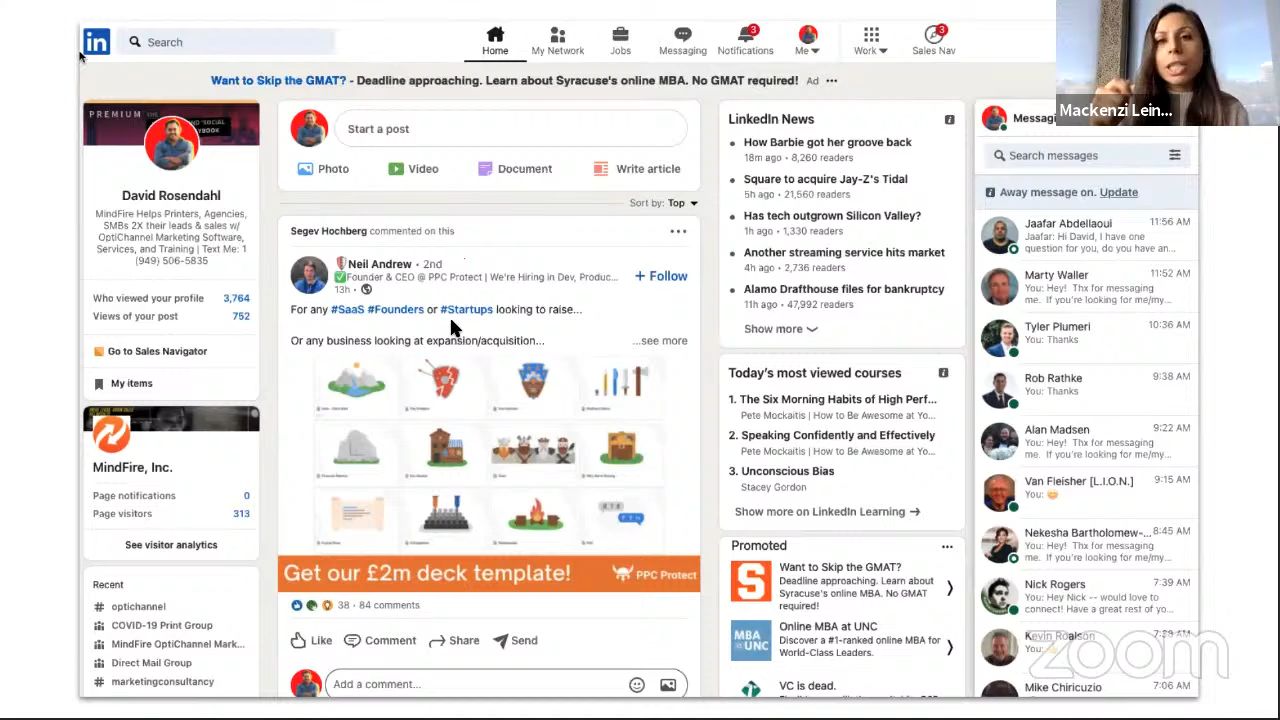 in
Search
Home
My Network
Jobs
Messaging
3
Notifications
Me
Work
3
Sales Nav
Mackenzi Lein...
Want to Skip the GMAT? - Deadline approaching. Learn about Syracuse's online MBA. No GMAT required! Ad ...
PREMIUM
David Rosendahl
MindFire Helps Printers, Agencies,
SMBs 2X their leads & sales w/
OptiChannel Marketing Software,
Services, and Training | Text Me: 1
(949) 506-5835
Who viewed your profile 3,764
Views of your post 752
Go to Sales Navigator
My items
MindFire, Inc.
Page notifications 0
Page visitors 313
See visitor analytics
Recent
# optichannel
COVID-19 Print Group
MindFire OptiChannel Mark...
Direct Mail Group
# marketingconsultancy
Start a post
Photo
Video
Document
Write article
Sort by: Top
Segev Hochberg commented on this
Neil Andrew · 2nd
Founder & CEO @ PPC Protect | We're Hiring in Dev, Produc...
13h ·
+ Follow
For any #SaaS #Founders or #Startups looking to raise...
Or any business looking at expansion/acquisition...
...see more
Get our £2m deck template!
PPC Protect
38 · 84 comments
Like
Comment
Share
Send
Add a comment...
LinkedIn News
How Barbie got her groove back
18m ago · 8,260 readers
Square to acquire Jay-Z's Tidal
5h ago · 21,560 readers
Has tech outgrown Silicon Valley?
1h ago · 1,330 readers
Another streaming service hits market
4h ago · 2,736 readers
Alamo Drafthouse files for bankruptcy
11h ago · 47,992 readers
Show more
Today's most viewed courses
1. The Six Morning Habits of High Perf...
Pete Mockaitis | How to Be Awesome at Yo...
2. Speaking Confidently and Effectively
Pete Mockaitis | How to Be Awesome at Yo...
3. Unconscious Bias
Stacey Gordon
Show more on LinkedIn Learning →
Promoted
S
Want to Skip the GMAT?
Deadline approaching. Learn
about Syracuse's online MBA.
No GMAT required!
MBA
UNC
Online MBA at UNC
Discover a #1-ranked online MBA for
World-Class Leaders.
VC is dead.
Search messages
Away message on. Update
Jaafar Abdellaoui 11:56 AM
Jaafar: Hi David, I have one
question for you, do you have an...
Marty Waller 11:52 AM
You: Hey! Thx for messaging
me. If you're looking for me/my...
Tyler Plumeri 10:36 AM
You: Thanks
Rob Rathke 9:38 AM
You: Thanks
Alan Madsen 9:22 AM
You: Hey! Thx for messaging
me. If you're looking for me/my...
Van Fleisher [L.I.O.N.] 9:15 AM
You:
Nekesha Bartholomew-... 8:45 AM
You: Hey! Thx for messaging
me. If you're looking for me/my...
Nick Rogers 7:39 AM
You: Hey Nick -- would love to
connect! Have a great rest of yo...
Kevin Roalson 7:39 AM
You:
Mike Chiricuzio 7:06 AM
zoom